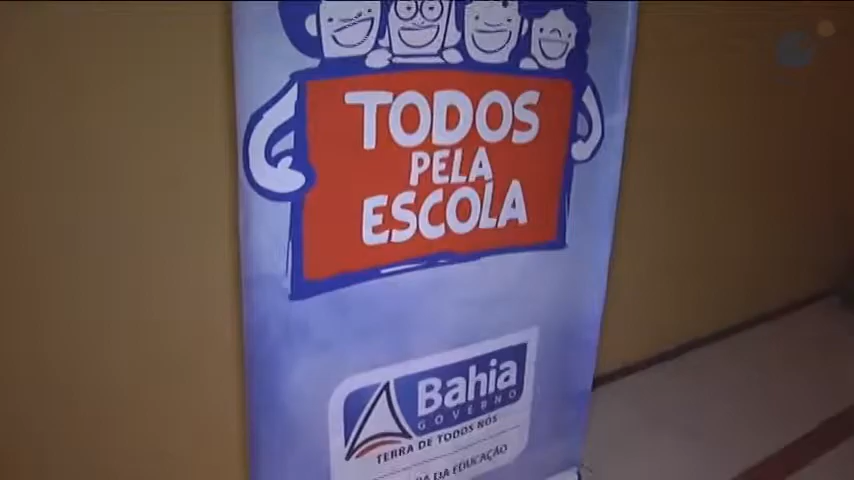 TODOS
PELA
ESCOLA
Bahia
GOVERNO
TERRA DE TODOS NÓS
DA EDUCAÇÃO